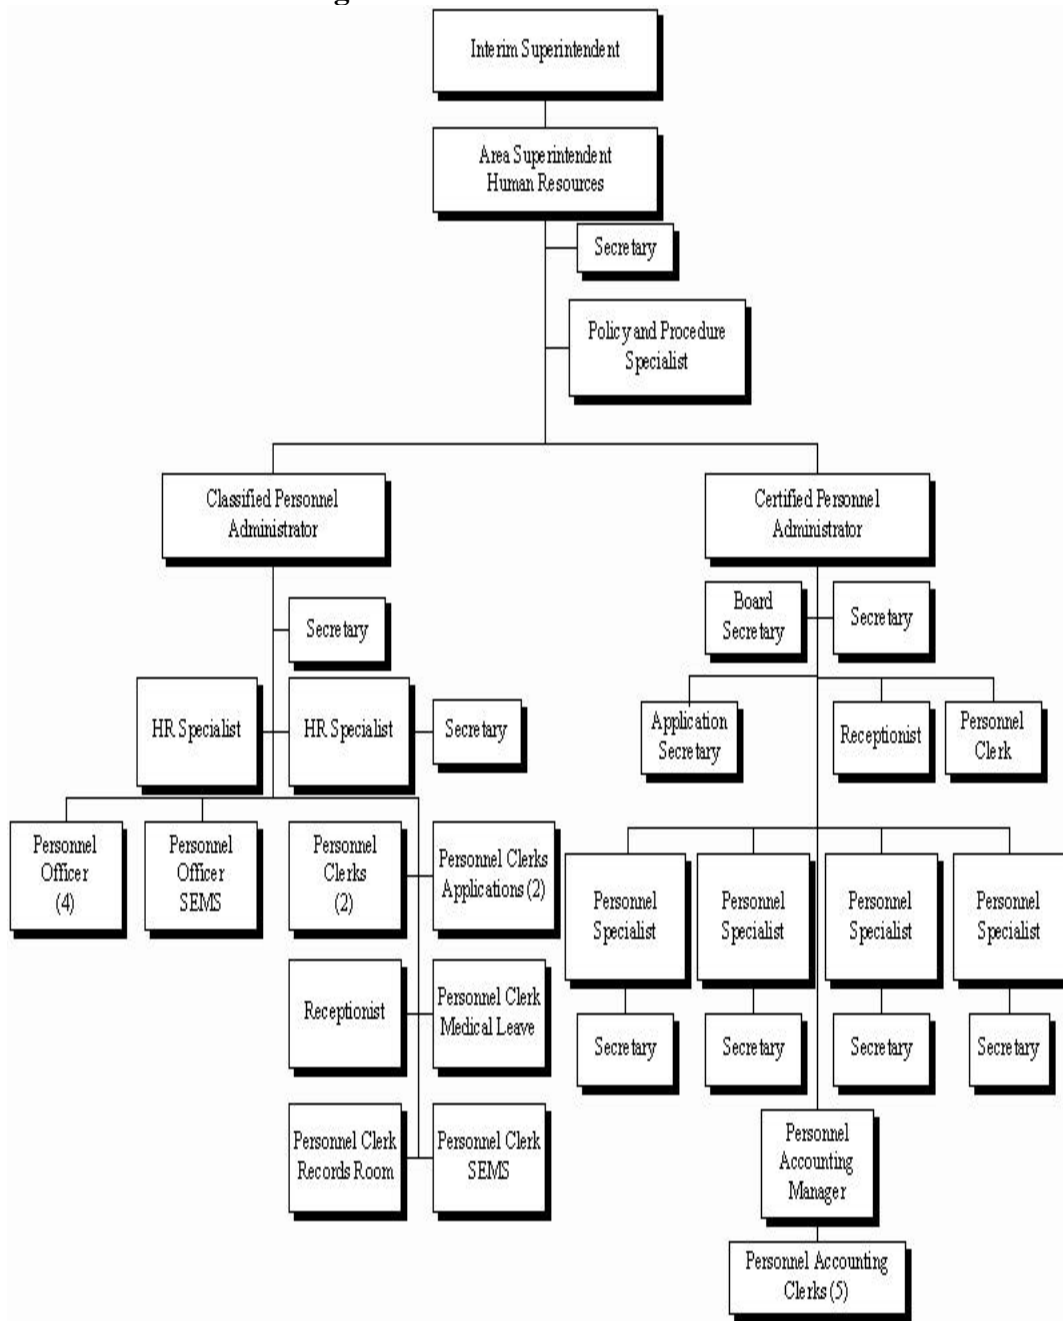 Interim Superintendent
Area Superintendent
Human Resources
Secretary
Policy and Procedure
Specialist
Classified Personnel
Administrator
Certified Personnel
Administrator
Secretary
Board
Secretary
Secretary
HR Specialist
HR Specialist
Secretary
Application
Secretary
Receptionist
Personnel
Clerk
Personnel
Officer
(4)
Personnel
Officer
SEMS
Personnel
Clerks
(2)
Personnel Clerks
Applications (2)
Personnel
Specialist
Personnel
Specialist
Personnel
Specialist
Personnel
Specialist
Receptionist
Personnel Clerk
Medical Leave
Secretary
Secretary
Secretary
Secretary
Personnel Clerk
Records Room
Personnel Clerk
SEMS
Personnel
Accounting
Manager
Personnel Accounting
Clerks (5)